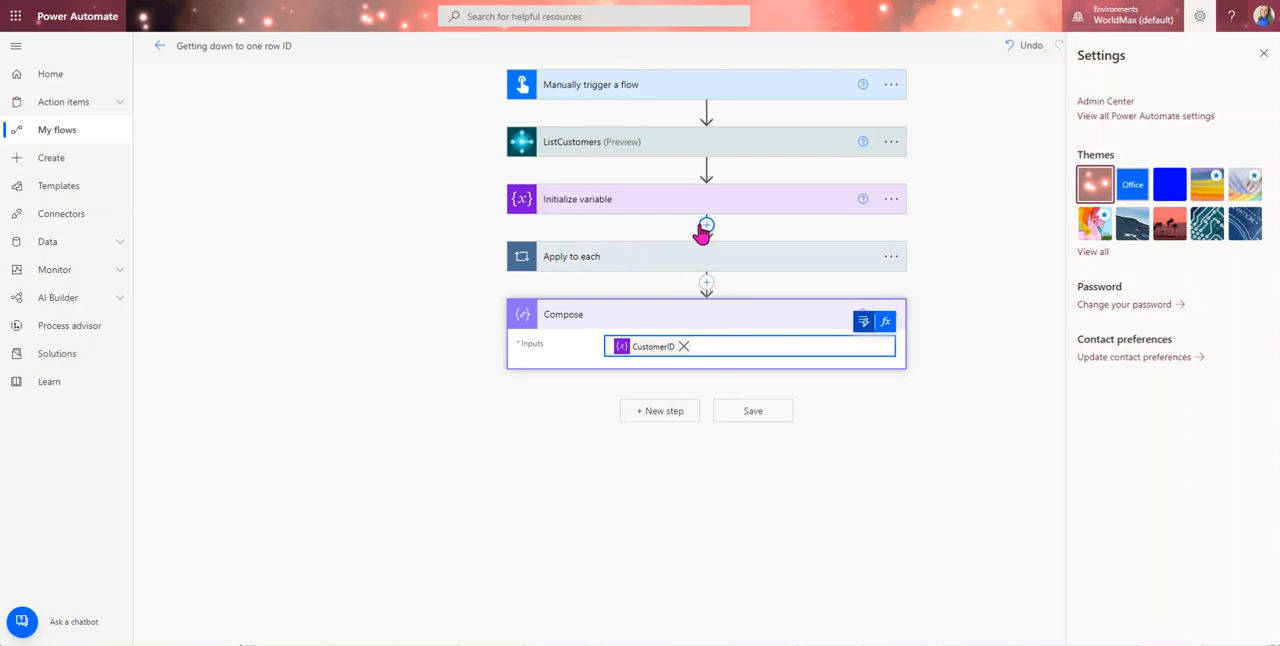 Power Automate
Search for helpful resources
Environments
WorldMax (default)
?
Getting down to one row ID
Undo
Home
Action items
My flows
Create
Templates
Connectors
Data
Monitor
AI Builder
Process advisor
Solutions
Learn
Ask a chatbot
Manually trigger a flow
ListCustomers (Preview)
{x} Initialize variable
Apply to each
Compose
fx
* Inputs
{x} CustomerID
+ New step
Save
Settings
Admin Center
View all Power Automate settings
Themes
Office
View all
Password
Change your password
Contact preferences
Update contact preferences